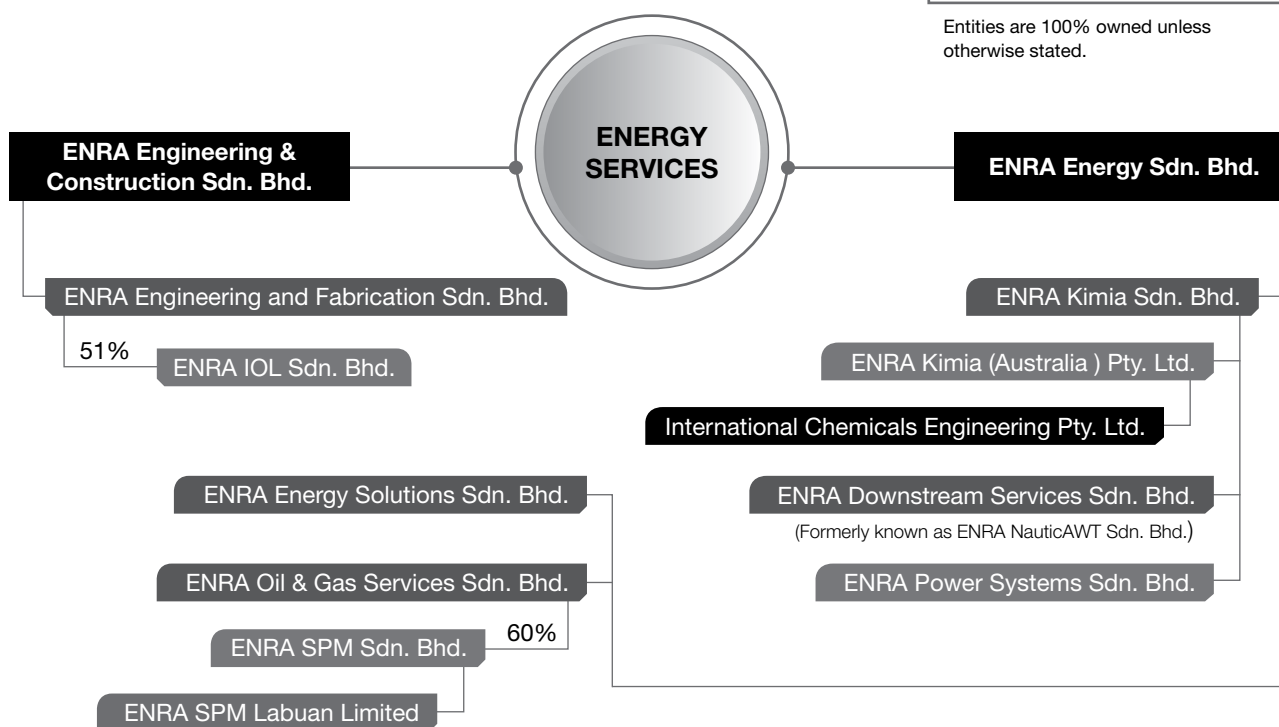 Entities are 100% owned unless
otherwise stated.
ENERGY
SERVICES
ENRA Engineering &
Construction Sdn. Bhd.
ENRA Energy Sdn. Bhd.
ENRA Engineering and Fabrication Sdn. Bhd.
51%
ENRA IOL Sdn. Bhd.
ENRA Kimia Sdn. Bhd.
ENRA Kimia (Australia ) Pty. Ltd.
International Chemicals Engineering Pty. Ltd.
ENRA Energy Solutions Sdn. Bhd.
ENRA Downstream Services Sdn. Bhd.
(Formerly known as ENRA NauticAWT Sdn. Bhd.)
ENRA Oil & Gas Services Sdn. Bhd.
ENRA Power Systems Sdn. Bhd.
60%
ENRA SPM Sdn. Bhd.
ENRA SPM Labuan Limited